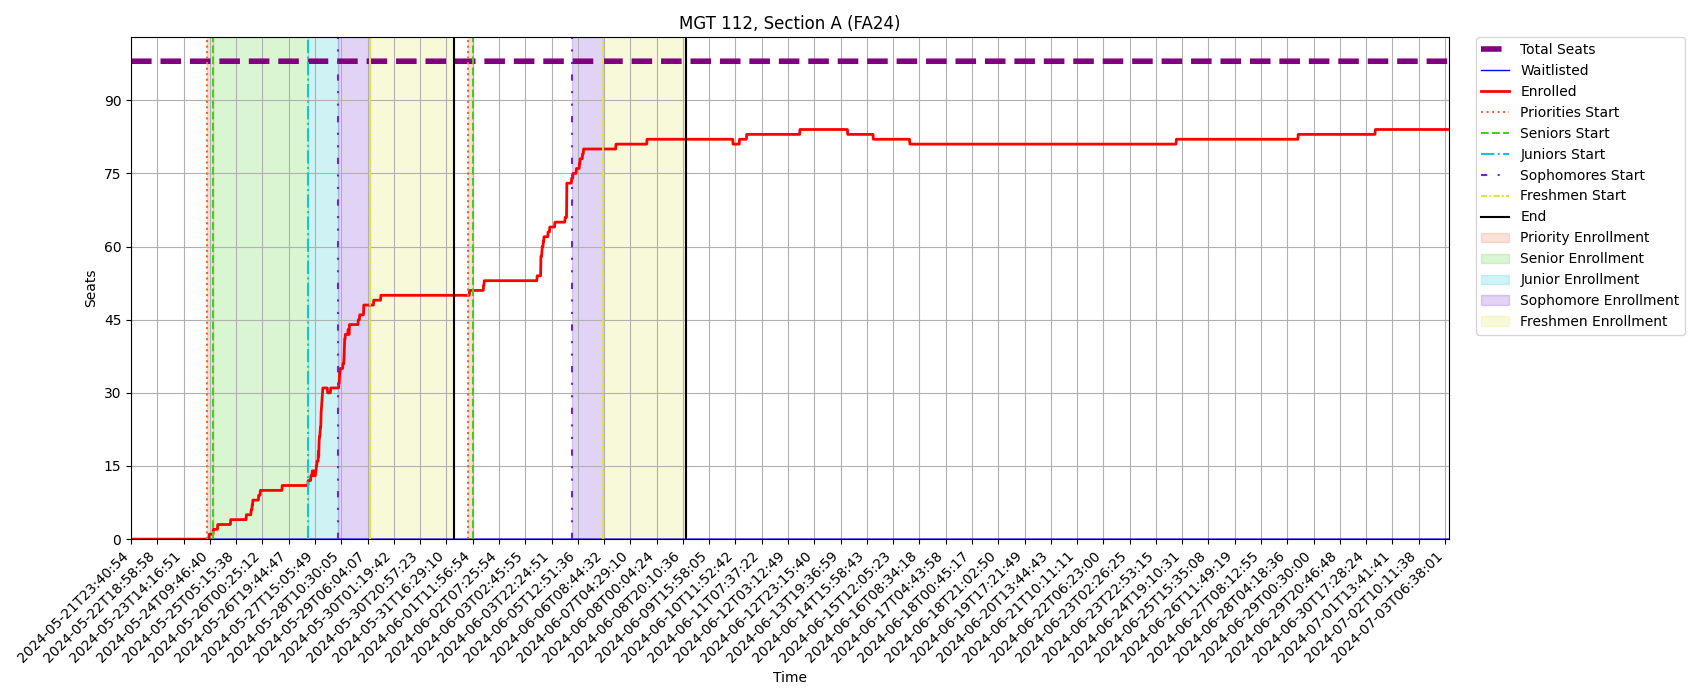 MGT 112, Section A (FA24)
Total Seats
Waitlisted
Enrolled
Priorities Start
Seniors Start
Juniors Start
Sophomores Start
Freshmen Start
End
Priority Enrollment
Senior Enrollment
Junior Enrollment
Sophomore Enrollment
Freshmen Enrollment
Seats
90
75
60
45
30
15
0
2024-05-21T23:40:54
2024-05-22T18:58:58
2024-05-23T14:16:51
2024-05-24T09:46:40
2024-05-25T05:15:38
2024-05-26T00:25:12
2024-05-26T19:44:47
2024-05-27T15:05:49
2024-05-28T10:30:05
2024-05-29T06:04:07
2024-05-30T01:19:42
2024-05-30T20:57:23
2024-05-31T16:29:10
2024-06-01T11:56:54
2024-06-02T07:25:54
2024-06-03T02:45:55
2024-06-03T22:24:51
2024-06-05T12:51:36
2024-06-06T08:44:32
2024-06-07T04:29:10
2024-06-08T00:04:24
2024-06-08T20:10:36
2024-06-09T15:58:05
2024-06-10T11:52:42
2024-06-11T07:37:22
2024-06-12T03:12:49
2024-06-12T23:15:40
2024-06-13T19:36:59
2024-06-14T15:58:43
2024-06-15T12:05:23
2024-06-16T08:34:18
2024-06-17T04:43:58
2024-06-18T00:45:17
2024-06-18T21:02:50
2024-06-19T17:21:49
2024-06-20T13:44:43
2024-06-21T10:11:11
2024-06-22T06:23:00
2024-06-23T02:26:25
2024-06-23T22:53:15
2024-06-24T19:10:31
2024-06-25T15:35:08
2024-06-26T11:49:19
2024-06-27T08:12:55
2024-06-28T04:18:36
2024-06-29T00:30:00
2024-06-29T20:46:48
2024-06-30T17:28:24
2024-07-01T13:41:41
2024-07-02T10:11:38
2024-07-03T06:38:01
Time